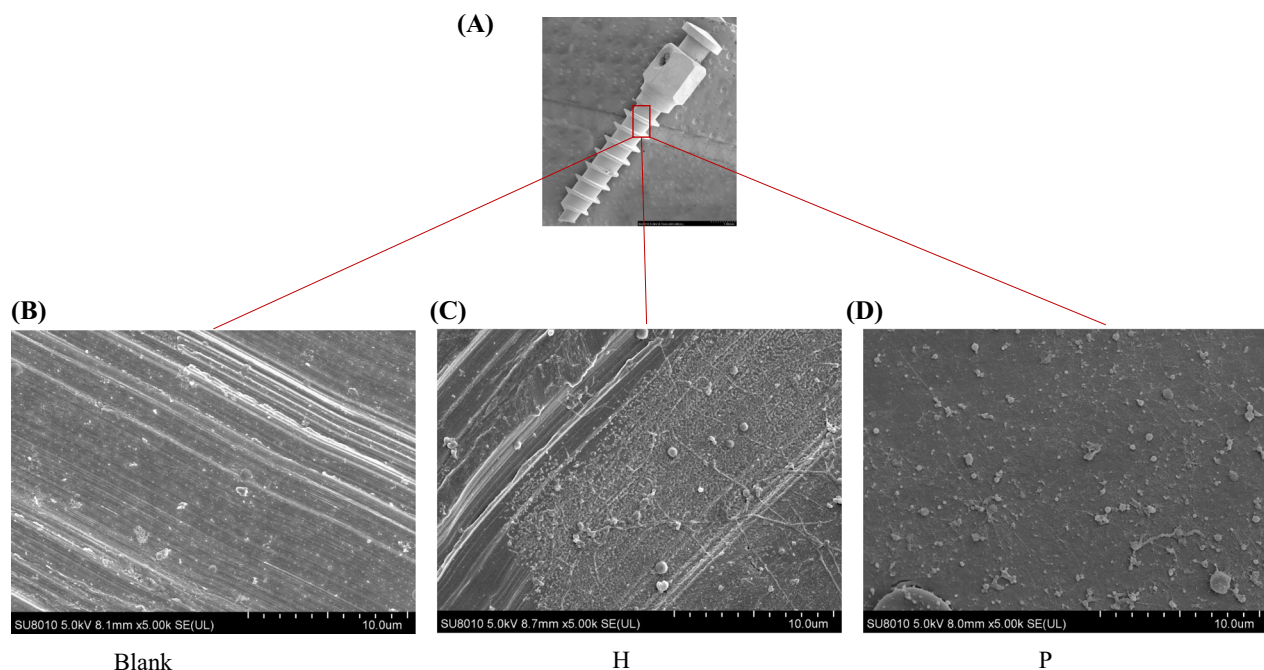 (A)
(B)
(C)
(D)
SU8010 5.0kV 8.1mm x5.00k SE(UL) 10.0um
SU8010 5.0kV 8.7mm x5.00k SE(UL) 10.0um
SU8010 5.0kV 8.0mm x5.00k SE(UL) 10.0um
Blank
H
P